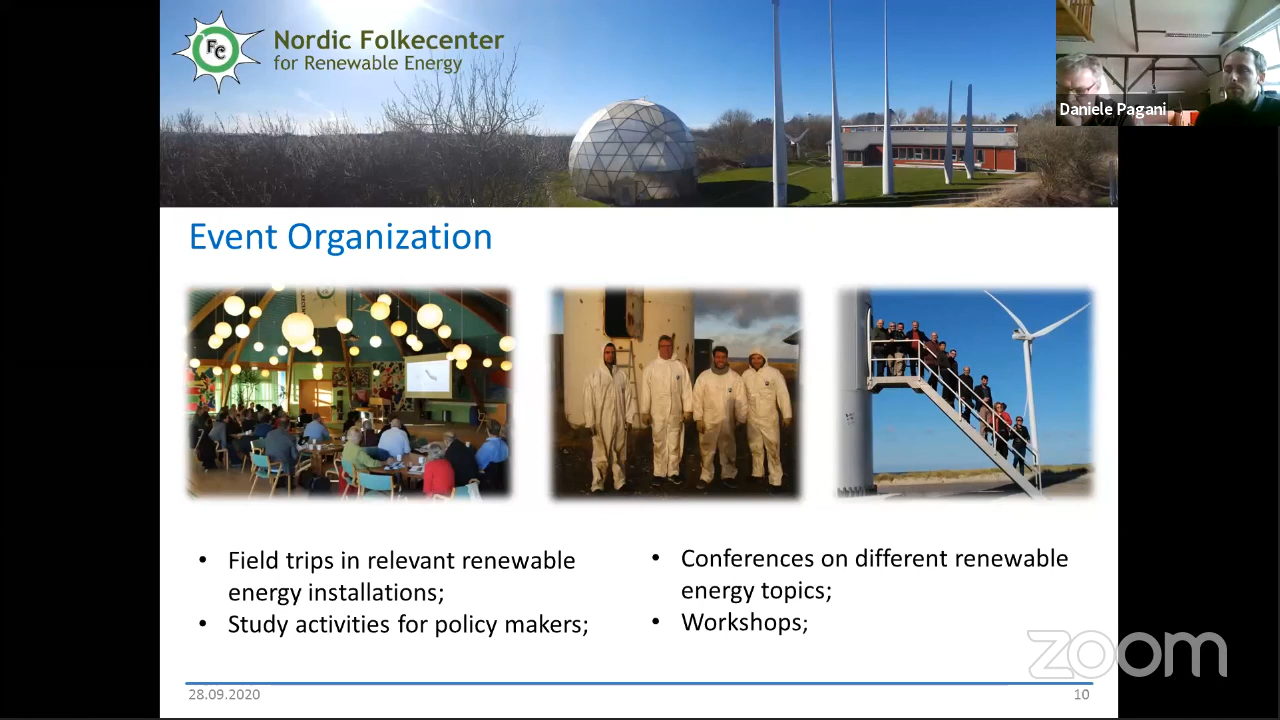 FC
Nordic Folkecenter
for Renewable Energy
Daniele Pagani
Event Organization
• Field trips in relevant renewable
energy installations;
• Study activities for policy makers;
• Conferences on different renewable
energy topics;
• Workshops;
zoom
28.09.2020
10